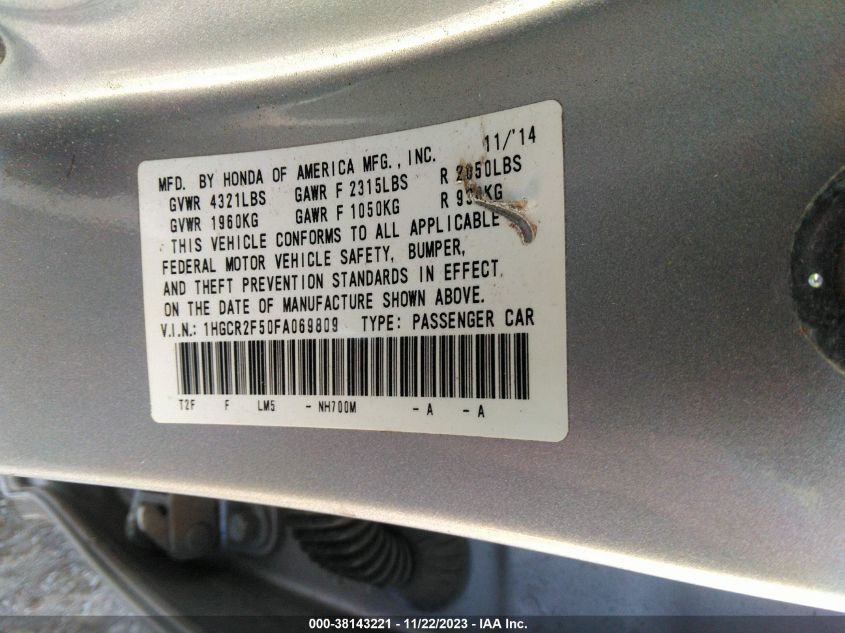 MFD. BY HONDA OF AMERICA MFG., INC. 11/'14
GVWR 4321LBS GAWR F 2315LBS R 2050LBS
GVWR 1960KG GAWR F 1050KG R KG
THIS VEHICLE CONFORMS TO ALL APPLICABLE
FEDERAL MOTOR VEHICLE SAFETY, BUMPER,
AND THEFT PREVENTION STANDARDS IN EFFECT
ON THE DATE OF MANUFACTURE SHOWN ABOVE.
V.I.N.: 1HGCR2F50FA069809 TYPE: PASSENGER CAR
T2F F LM5 - NH700M - A - A
000-38143221 - 11/22/2023 - IAA Inc.